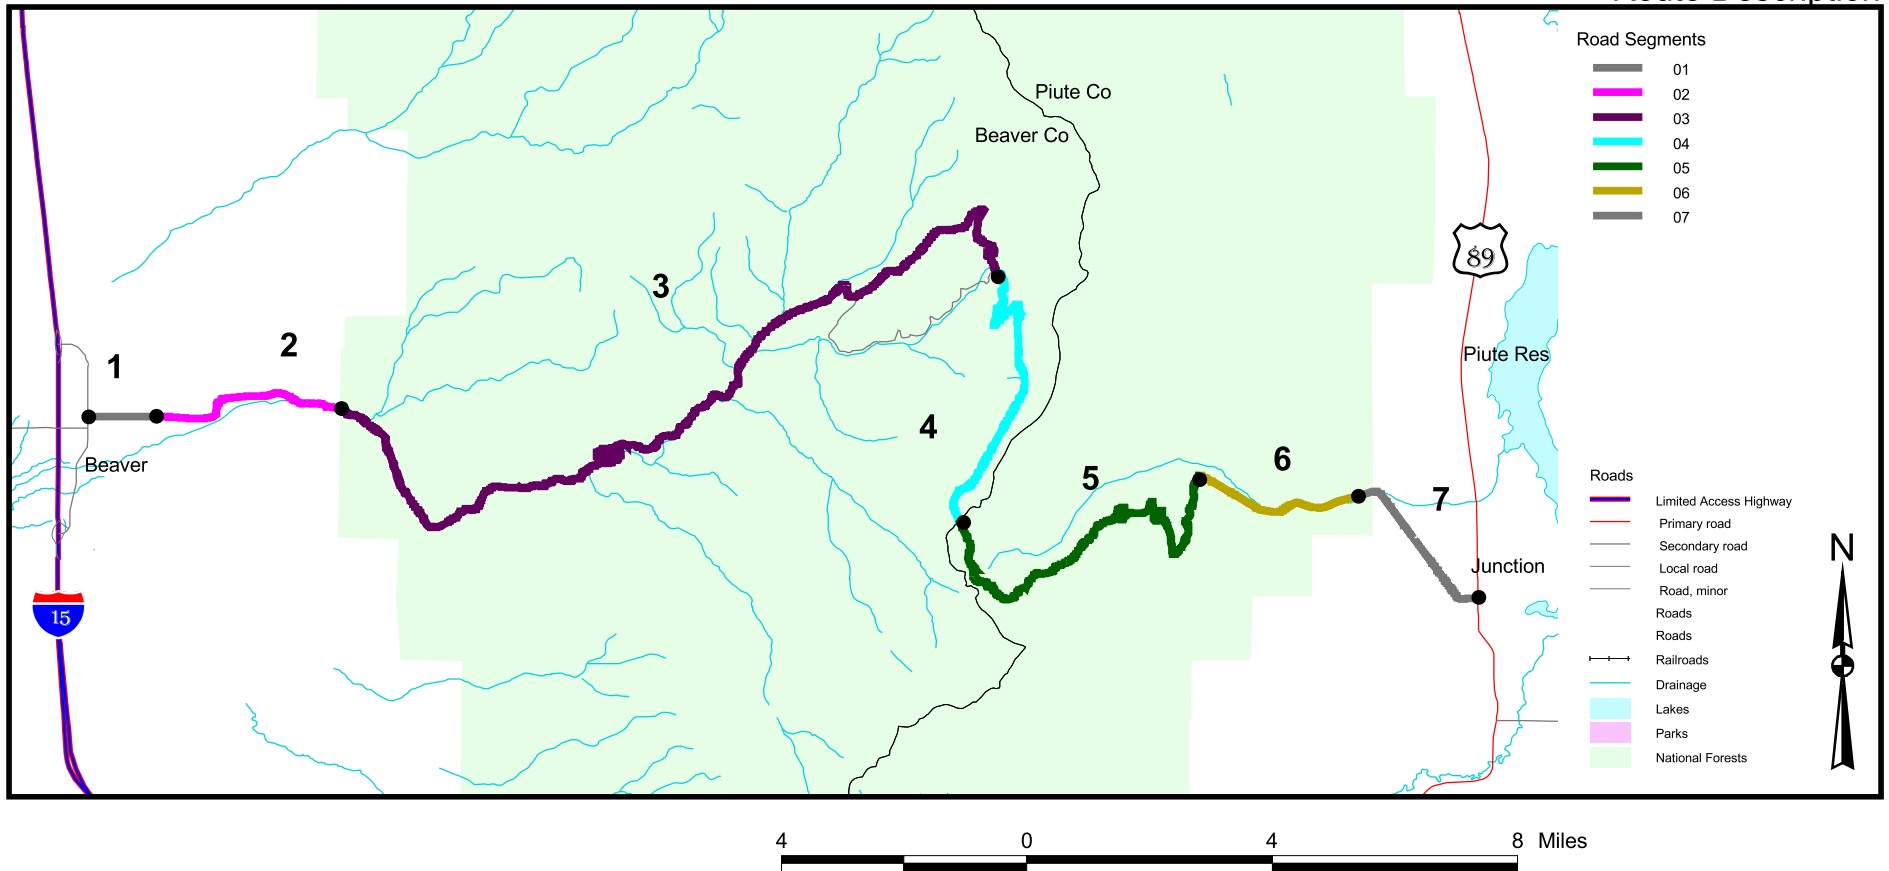 Route Description
Road Segments
01
02
03
04
05
06
07
Piute Co
Beaver Co
89
3
Piute Res
1
2
4
Beaver
5
6
7
Junction
15
Roads
Limited Access Highway
Primary road
Secondary road
Local road
Road, minor
Roads
Roads
Railroads
Drainage
Lakes
Parks
National Forests
N
4 0 4 8 Miles